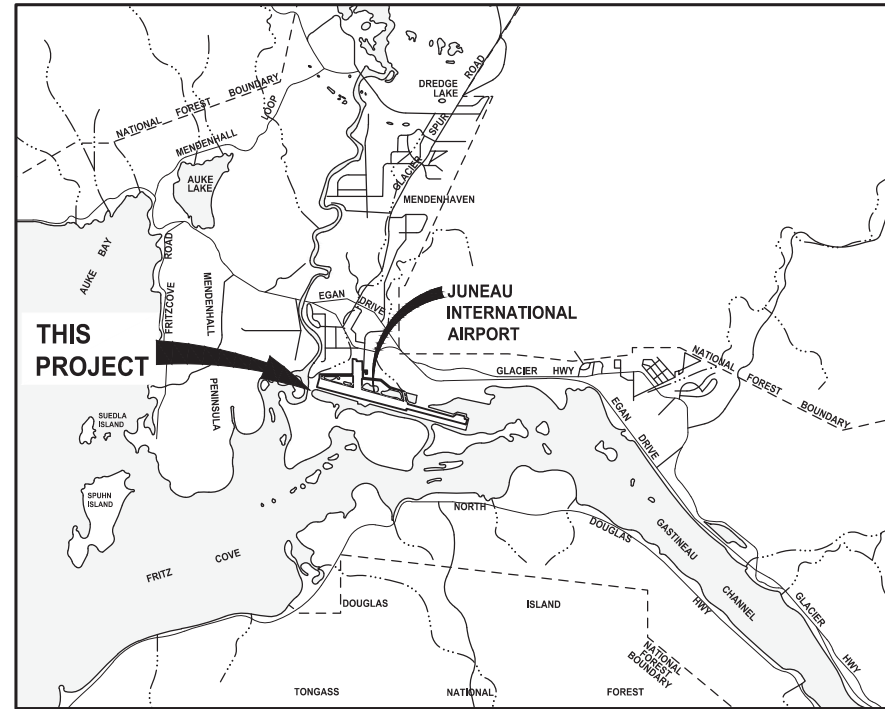 DREDGE
LAKE
ROAD
SPUR
GLACIER
NATIONAL FOREST BOUNDARY
MENDENHALL
LOOP
AUKE
LAKE
MENDENHAVEN
AUKE BAY
FRITZCOVE
ROAD
MENDENHALL
PENINSULA
EGAN
DRIVE
JUNEAU
INTERNATIONAL
AIRPORT
THIS
PROJECT
GLACIER HWY
NATIONAL
FOREST
BOUNDARY
EGAN
DRIVE
SUEDLA
ISLAND
SPUHN
ISLAND
FRITZ COVE
NORTH
DOUGLAS
HWY
GASTINEAU
CHANNEL
GLACIER
HWY
DOUGLAS ISLAND
NATIONAL
FOREST
BOUNDARY
TONGASS NATIONAL FOREST